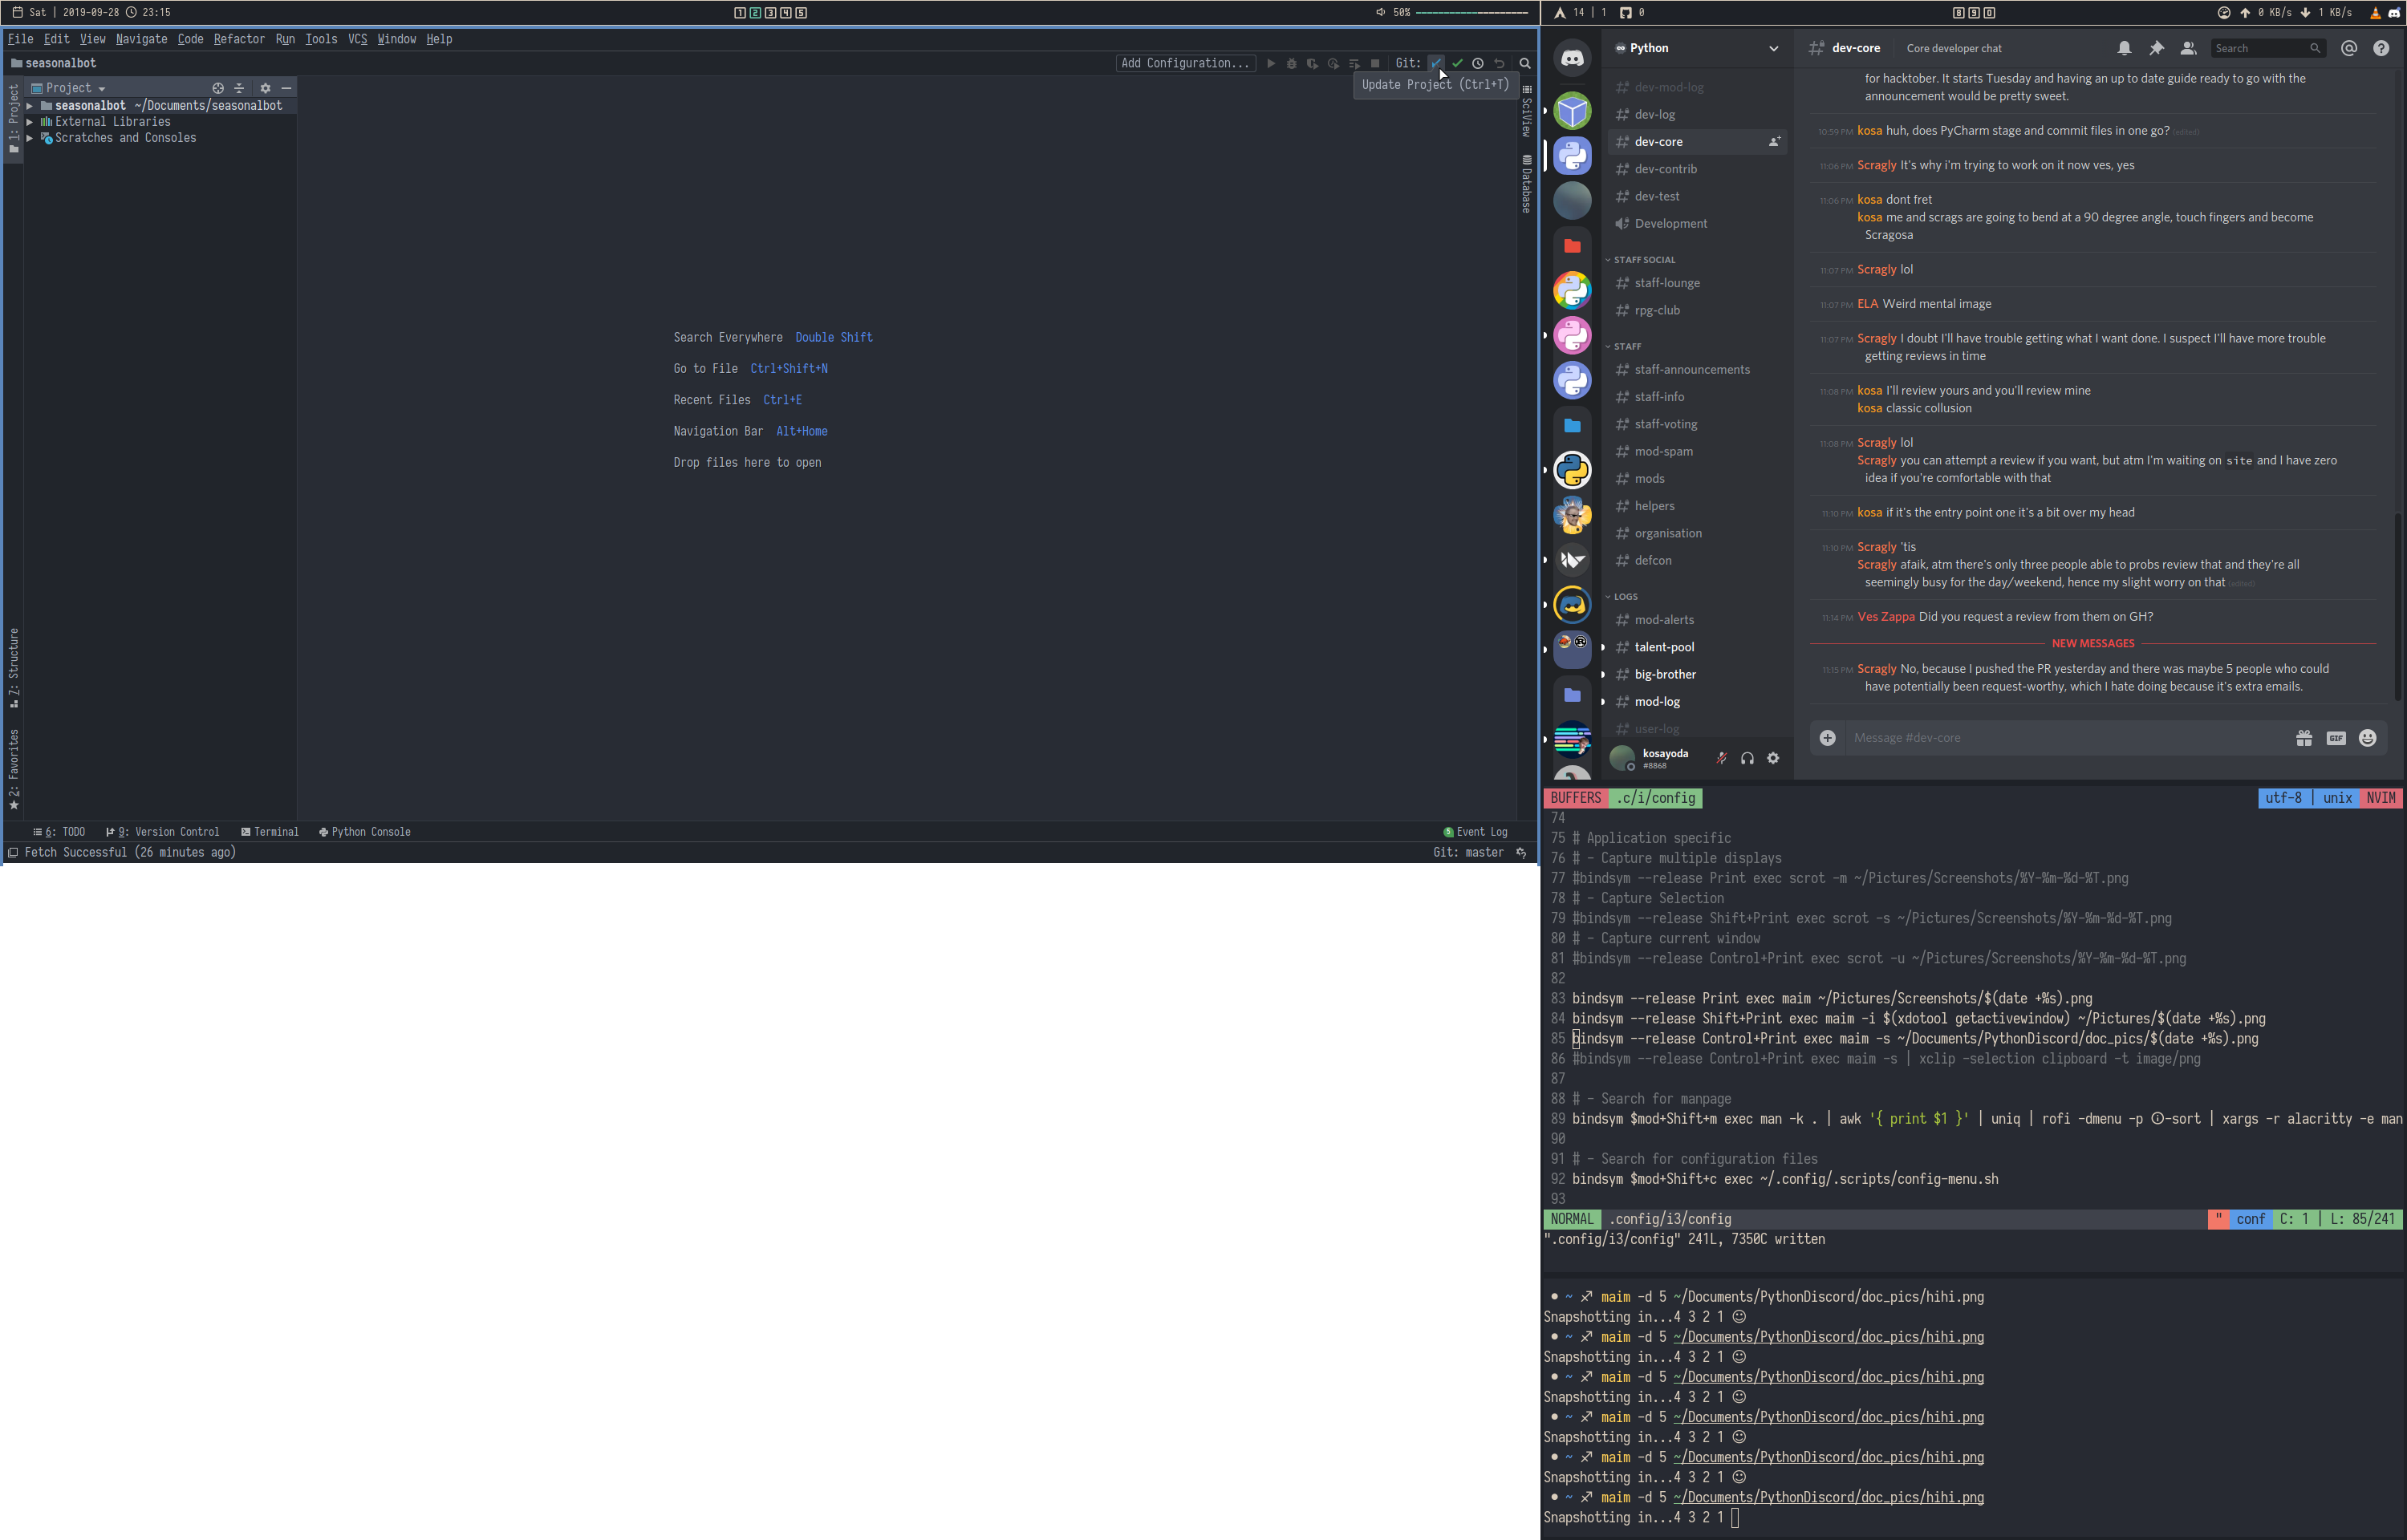 Sat | 2019-09-28 23:15
1 2 3 4 5
50%
14 | 1 0
8 9 0
0 KB/s 1 KB/s
File Edit View Navigate Code Refactor Run Tools VCS Window Help
seasonalbot
Add Configuration...
Git:
Update Project (Ctrl+T)
1: Project
Project
seasonalbot ~/Documents/seasonalbot
External Libraries
Scratches and Consoles
SciView
Database
Search Everywhere Double Shift
Go to File Ctrl+Shift+N
Recent Files Ctrl+E
Navigation Bar Alt+Home
Drop files here to open
7: Structure
2: Favorites
6: TODO
9: Version Control
Terminal
Python Console
5 Event Log
Fetch Successful (26 minutes ago)
Git: master
Python
dev-mod-log
dev-log
dev-core
dev-contrib
dev-test
Development
STAFF SOCIAL
staff-lounge
rpg-club
STAFF
staff-announcements
staff-info
staff-voting
mod-spam
mods
helpers
organisation
defcon
LOGS
mod-alerts
talent-pool
big-brother
mod-log
user-log
kosayoda
#8868
dev-core Core developer chat
Search
for hacktober. It starts Tuesday and having an up to date guide ready to go with the
announcement would be pretty sweet.
10:59 PM kosa huh, does PyCharm stage and commit files in one go? (edited)
11:06 PM Scragly It's why i'm trying to work on it now yes, yes
11:06 PM kosa dont fret
kosa me and scrags are going to bend at a 90 degree angle, touch fingers and become
Scragosa
11:07 PM Scragly lol
11:07 PM ELA Weird mental image
11:07 PM Scragly I doubt I'll have trouble getting what I want done. I suspect I'll have more trouble
getting reviews in time
11:08 PM kosa I'll review yours and you'll review mine
kosa classic collusion
11:08 PM Scragly lol
Scragly you can attempt a review if you want, but atm I'm waiting on site and I have zero
idea if you're comfortable with that
11:10 PM kosa if it's the entry point one it's a bit over my head
11:10 PM Scragly 'tis
Scragly afaik, atm there's only three people able to probs review that and they're all
seemingly busy for the day/weekend, hence my slight worry on that (edited)
11:14 PM Ves Zappa Did you request a review from them on GH?
NEW MESSAGES
11:15 PM Scragly No, because I pushed the PR yesterday and there was maybe 5 people who could
have potentially been request-worthy, which I hate doing because it's extra emails.
Message #dev-core
GIF
BUFFERS .c/i/config utf-8 | unix NVIM
74
75 # Application specific
76 # - Capture multiple displays
77 #bindsym --release Print exec scrot -m ~/Pictures/Screenshots/%Y-%m-%d-%T.png
78 # - Capture Selection
79 #bindsym --release Shift+Print exec scrot -s ~/Pictures/Screenshots/%Y-%m-%d-%T.png
80 # - Capture current window
81 #bindsym --release Control+Print exec scrot -u ~/Pictures/Screenshots/%Y-%m-%d-%T.png
82
83 bindsym --release Print exec maim ~/Pictures/Screenshots/$(date +%s).png
84 bindsym --release Shift+Print exec maim -i $(xdotool getactivewindow) ~/Pictures/$(date +%s).png
85 bindsym --release Control+Print exec maim -s ~/Documents/PythonDiscord/doc_pics/$(date +%s).png
86 #bindsym --release Control+Print exec maim -s | xclip -selection clipboard -t image/png
87
88 # - Search for manpage
89 bindsym $mod+Shift+m exec man -k . | awk '{ print $1 }' | uniq | rofi -dmenu -p ⓘ-sort | xargs -r alacritty -e man
90
91 # - Search for configuration files
92 bindsym $mod+Shift+c exec ~/.config/.scripts/config-menu.sh
93
NORMAL .config/i3/config " conf C: 1 | L: 85/241
".config/i3/config" 241L, 7350C written
• ~ ♐ maim -d 5 ~/Documents/PythonDiscord/doc_pics/hihi.png
Snapshotting in...4 3 2 1 ☺
• ~ ♐ maim -d 5 ~/Documents/PythonDiscord/doc_pics/hihi.png
Snapshotting in...4 3 2 1 ☺
• ~ ♐ maim -d 5 ~/Documents/PythonDiscord/doc_pics/hihi.png
Snapshotting in...4 3 2 1 ☺
• ~ ♐ maim -d 5 ~/Documents/PythonDiscord/doc_pics/hihi.png
Snapshotting in...4 3 2 1 ☺
• ~ ♐ maim -d 5 ~/Documents/PythonDiscord/doc_pics/hihi.png
Snapshotting in...4 3 2 1 ☺
• ~ ♐ maim -d 5 ~/Documents/PythonDiscord/doc_pics/hihi.png
Snapshotting in...4 3 2 1